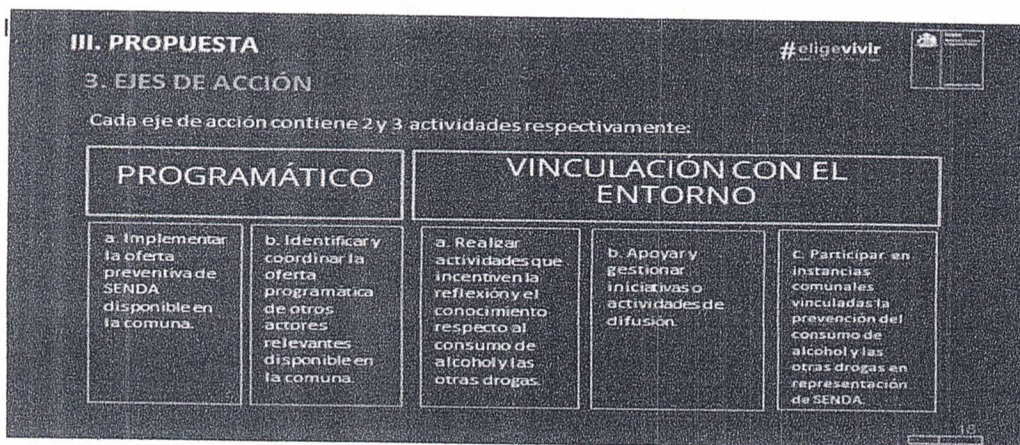 III. PROPUESTA
#eligevivir
3. EJES DE ACCIÓN
Cada eje de acción contiene 2 y 3 actividades respectivamente:
PROGRAMÁTICO
VINCULACIÓN CON EL
ENTORNO
a. Implementar
la oferta
preventiva de
SENDA
disponible en
la comuna.
b. Identificar y
coordinar la
oferta
programática
de otros
actores
relevantes
disponible en
la comuna.
a. Realizar
actividades que
incentiven la
reflexión y el
conocimiento
respecto al
consumo de
alcohol y las
otras drogas.
b. Apoyar y
gestionar
iniciativas o
actividades de
difusión.
c. Participar en
instancias
comunales
vinculadas la
prevención del
consumo de
alcohol y las
otras drogas en
representación
de SENDA.
18